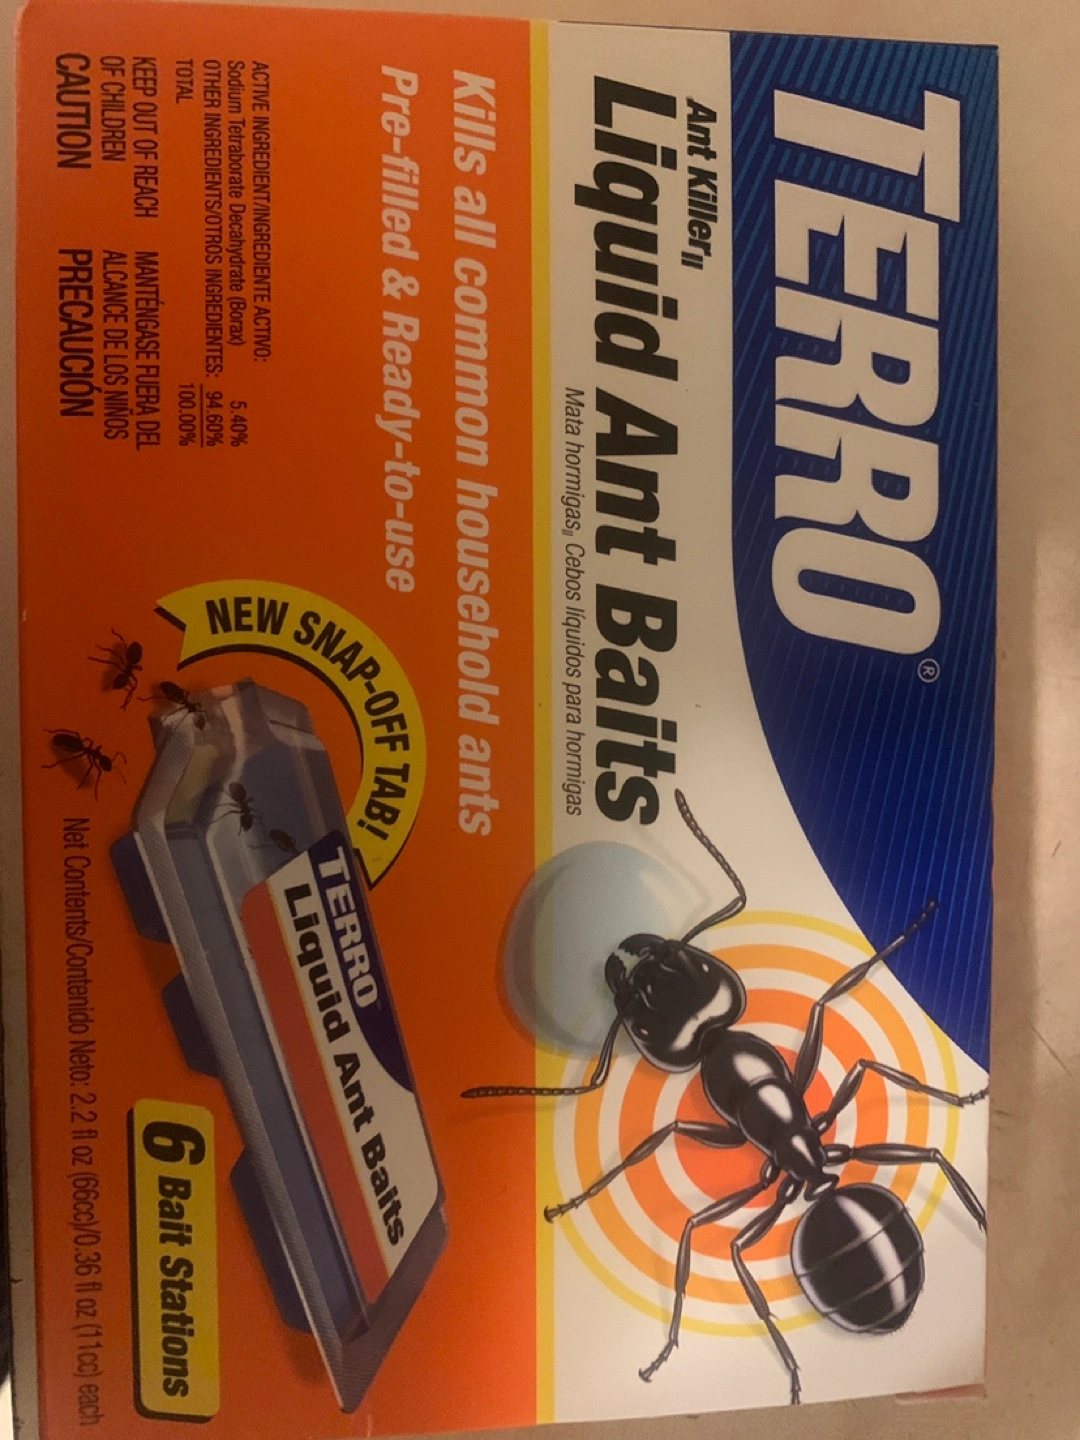 TERRO®
Ant Killer II
Liquid Ant Baits
Mata hormigas II Cebos líquidos para hormigas
Kills all common household ants
Pre-filled & Ready-to-use
ACTIVE INGREDIENT/INGREDIENTE ACTIVO:
Sodium Tetraborate Decahydrate (Borax) 5.40%
OTHER INGREDIENTS/OTROS INGREDIENTES: 94.60%
TOTAL 100.00%
KEEP OUT OF REACH
OF CHILDREN
CAUTION
MANTÉNGASE FUERA DEL
ALCANCE DE LOS NIÑOS
PRECAUCIÓN
NEW SNAP-OFF TAB!
TERRO
Liquid Ant Baits
6 Bait Stations
Net Contents/Contenido Neto: 2.2 fl oz (66cc)/0.36 fl oz (11cc) each